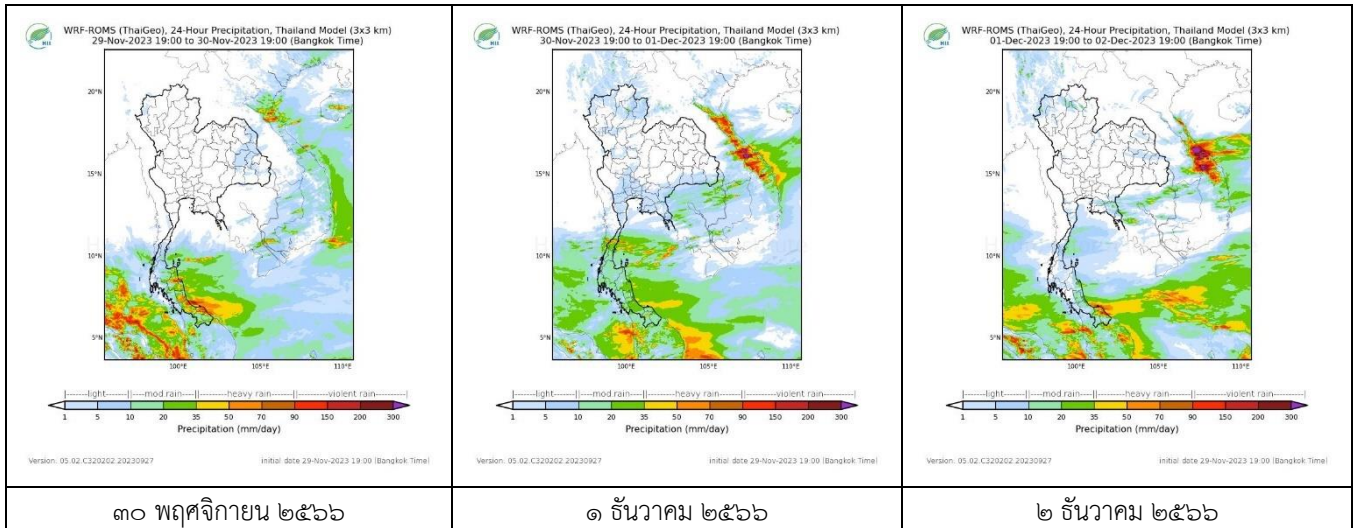 WRF-ROMS (ThaiGeo), 24-Hour Precipitation, Thailand Model (3x3 km)
29-Nov-2023 19:00 to 30-Nov-2023 19:00 (Bangkok Time)
20°N
15°N
10°N
5°N
100°E 105°E 110°E
light mod.rain heavy rain violent rain
1 5 10 20 35 50 70 90 150 200 300
Precipitation (mm/day)
Version: 05.02.C320202.20230927 initial date 29-Nov-2023 19:00 (Bangkok Time)
๓๐ พฤศจิกายน ๒๕๖๖
WRF-ROMS (ThaiGeo), 24-Hour Precipitation, Thailand Model (3x3 km)
30-Nov-2023 19:00 to 01-Dec-2023 19:00 (Bangkok Time)
20°N
15°N
10°N
5°N
100°E 105°E 110°E
light mod.rain heavy rain violent rain
1 5 10 20 35 50 70 90 150 200 300
Precipitation (mm/day)
Version: 05.02.C320202.20230927 initial date 29-Nov-2023 19:00 (Bangkok Time)
๑ ธันวาคม ๒๕๖๖
WRF-ROMS (ThaiGeo), 24-Hour Precipitation, Thailand Model (3x3 km)
01-Dec-2023 19:00 to 02-Dec-2023 19:00 (Bangkok Time)
20°N
15°N
10°N
5°N
100°E 105°E 110°E
light mod.rain heavy rain violent rain
1 5 10 20 35 50 70 90 150 200 300
Precipitation (mm/day)
Version: 05.02.C320202.20230927 initial date 29-Nov-2023 19:00 (Bangkok Time)
๒ ธันวาคม ๒๕๖๖